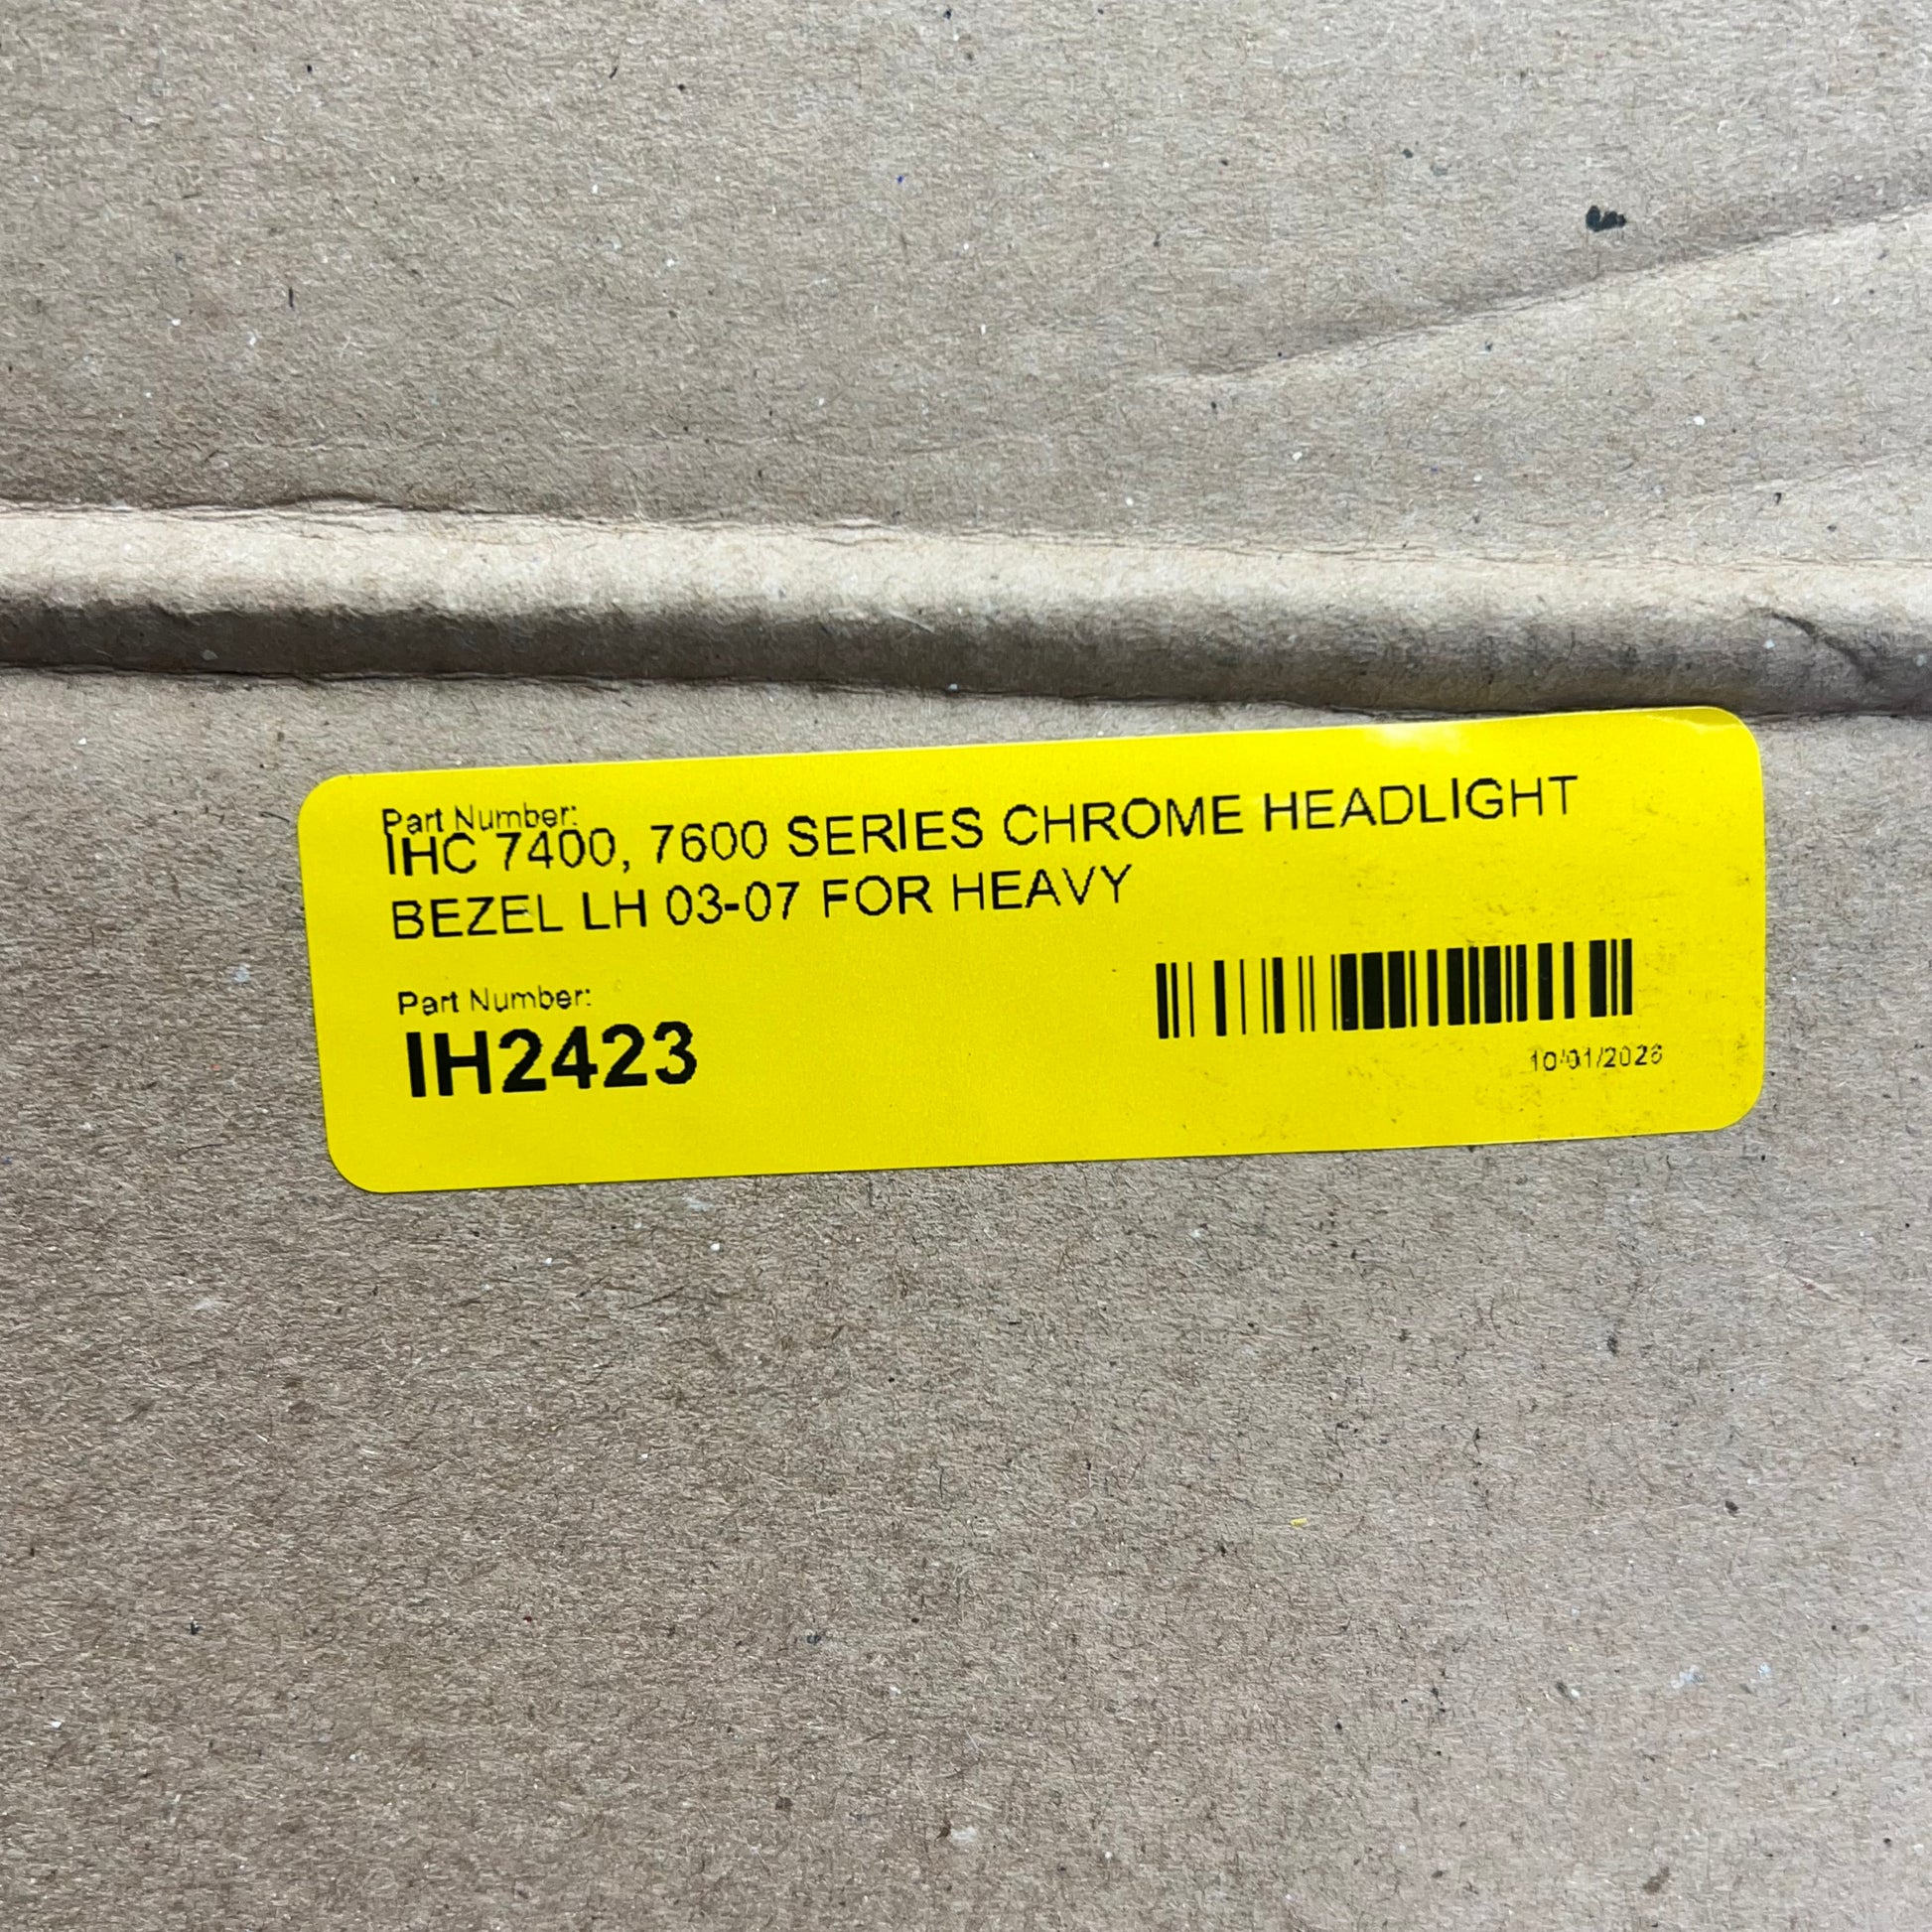 Part Number:
IHC 7400, 7600 SERIES CHROME HEADLIGHT
BEZEL LH 03-07 FOR HEAVY
Part Number:
IH2423
10/01/2026